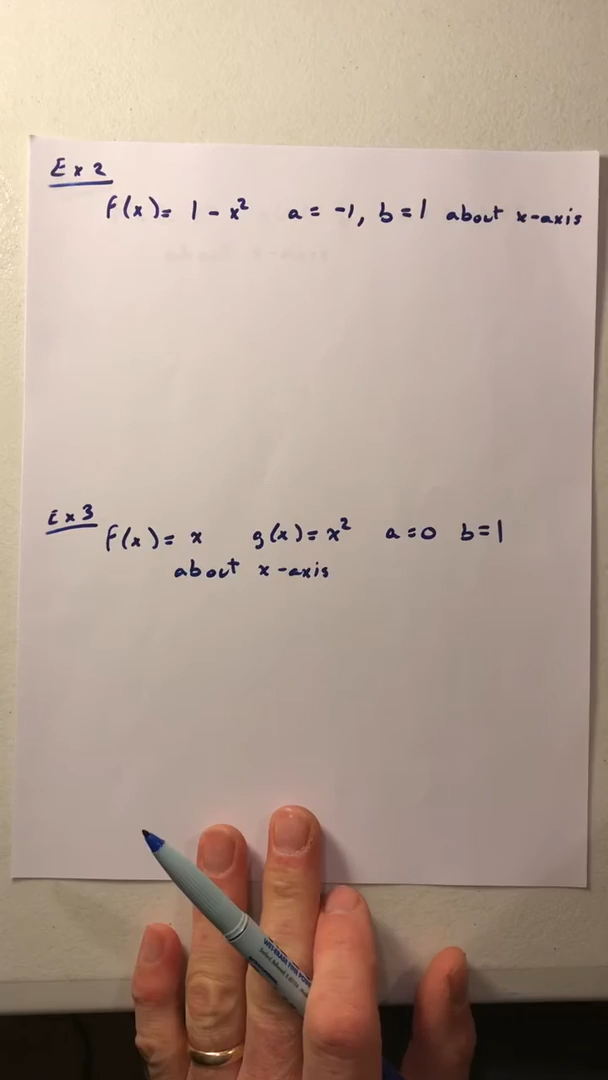 Ex 2
f(x)= 1 - x² a = -1, b = 1 about x-axis
Ex 3
f(x)= x g(x)= x² a = 0 b = 1
about x-axis